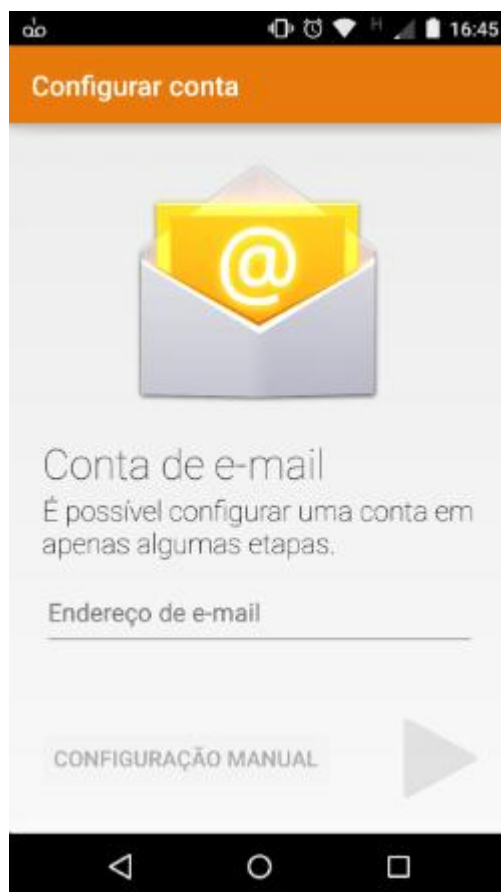 H 16:45
Configurar conta
@
Conta de e-mail
É possível configurar uma conta em
apenas algumas etapas.
Endereço de e-mail
CONFIGURAÇÃO MANUAL